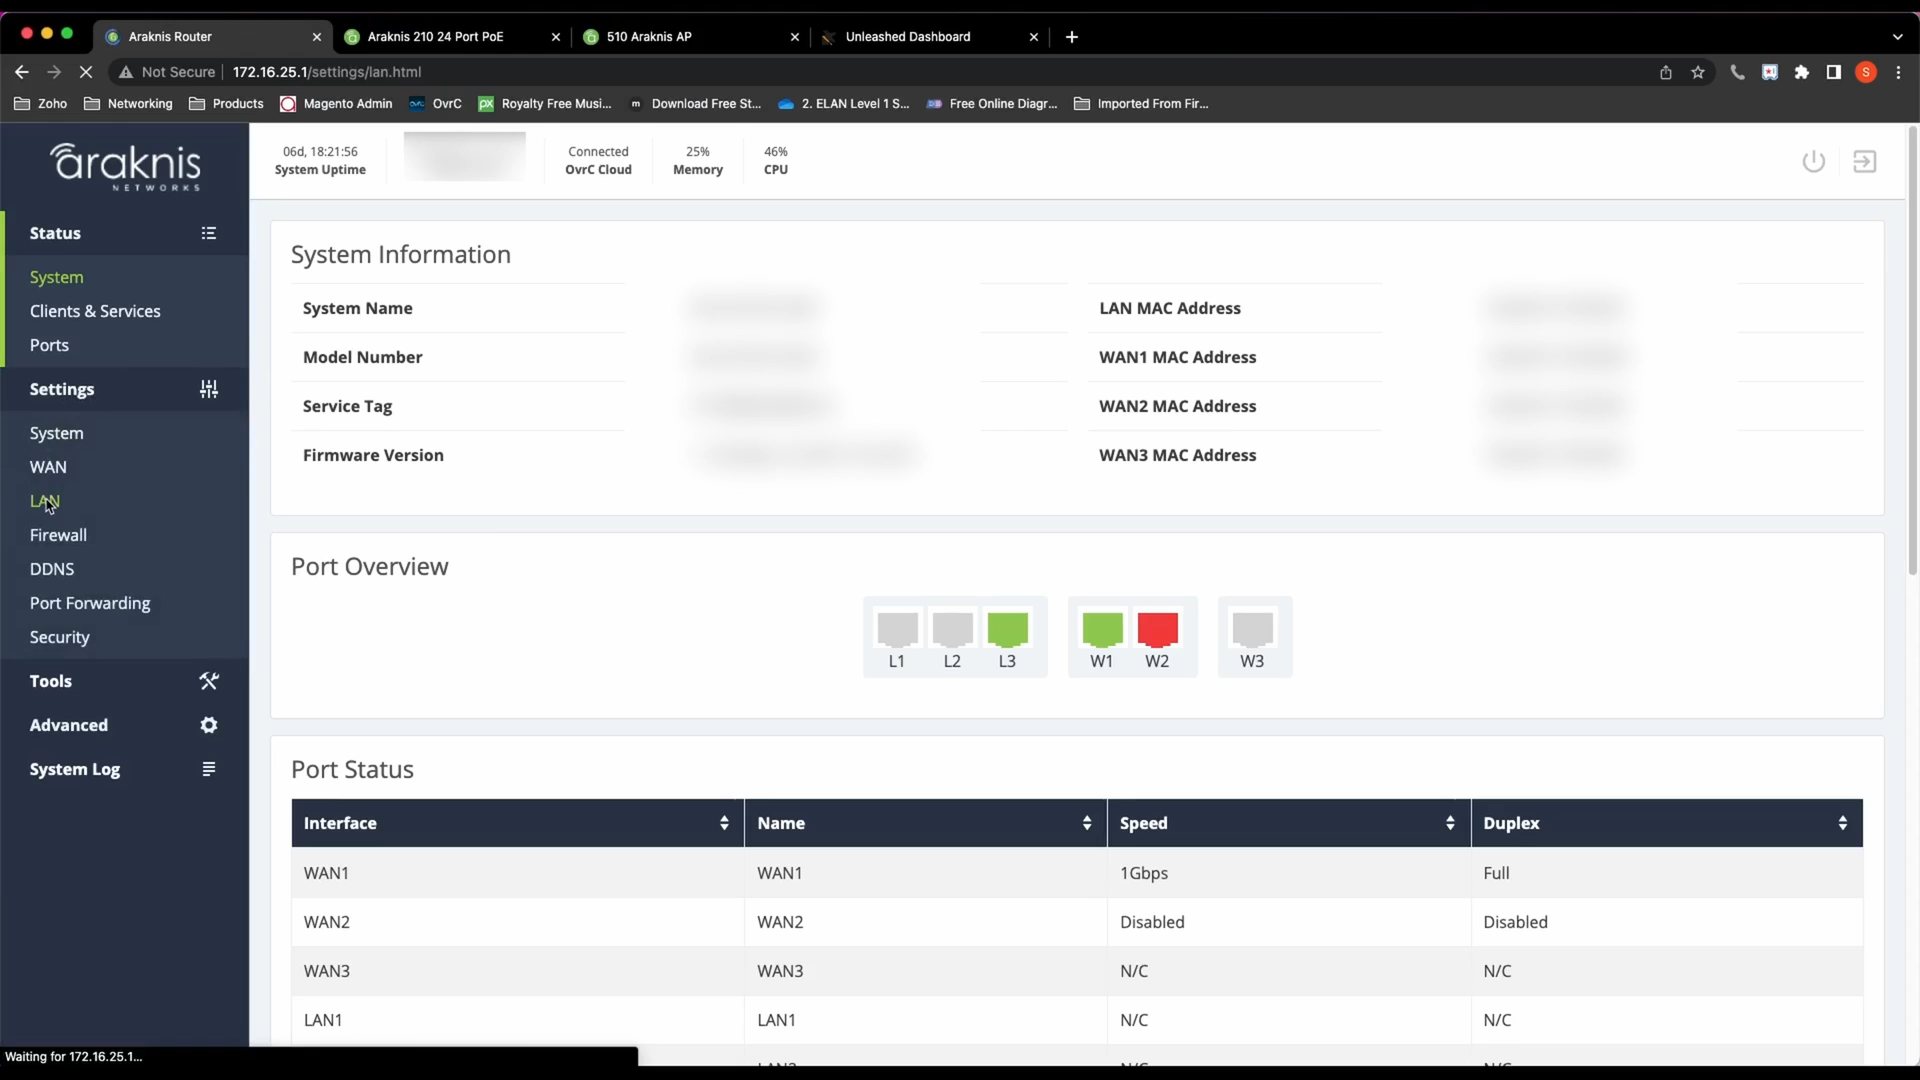 Araknis Router
Araknis 210 24 Port PoE
510 Araknis AP
Unleashed Dashboard
Not Secure 172.16.25.1/settings/lan.html
S
Zoho
Networking
Products
Magento Admin
OvrC
Royalty Free Musi...
Download Free St...
2. ELAN Level 1 S...
Free Online Diagr...
Imported From Fir...
araknis
NETWORKS
06d, 18:21:56
System Uptime
Connected
OvrC Cloud
25%
Memory
46%
CPU
Status
System
Clients & Services
Ports
Settings
System
WAN
LAN
Firewall
DDNS
Port Forwarding
Security
Tools
Advanced
System Log
System Information
System Name
LAN MAC Address
Model Number
WAN1 MAC Address
Service Tag
WAN2 MAC Address
Firmware Version
WAN3 MAC Address
Port Overview
L1 L2 L3 W1 W2 W3
Port Status
Interface Name Speed Duplex
WAN1 WAN1 1Gbps Full
WAN2 WAN2 Disabled Disabled
WAN3 WAN3 N/C N/C
LAN1 LAN1 N/C N/C
Waiting for 172.16.25.1...